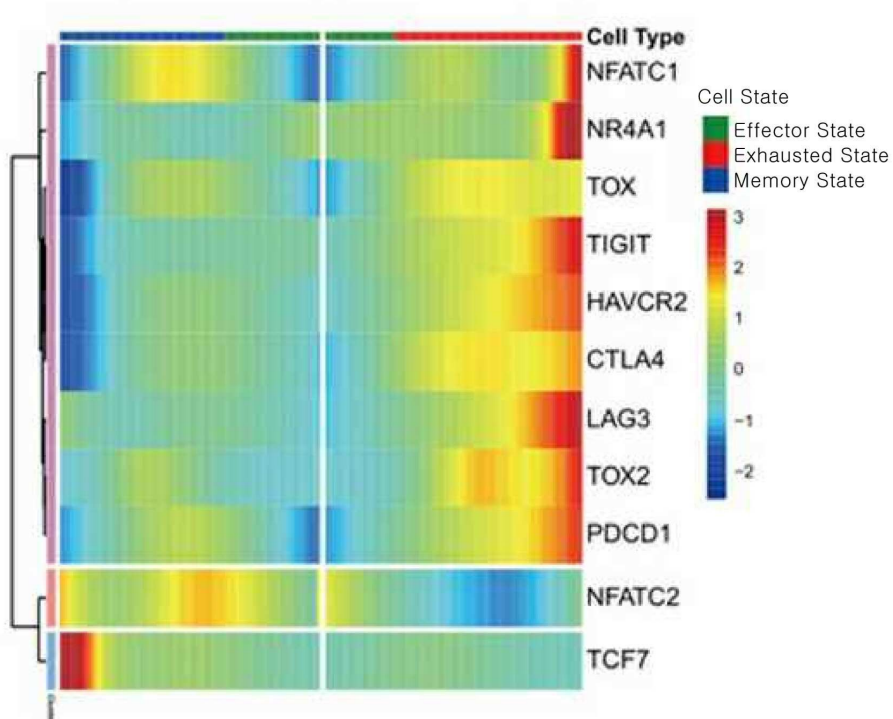 Cell Type
NFATC1
NR4A1
TOX
TIGIT
HAVCR2
CTLA4
LAG3
TOX2
PDCD1
NFATC2
TCF7
Cell State
Effector State
Exhausted State
Memory State
3
2
1
0
−1
−2